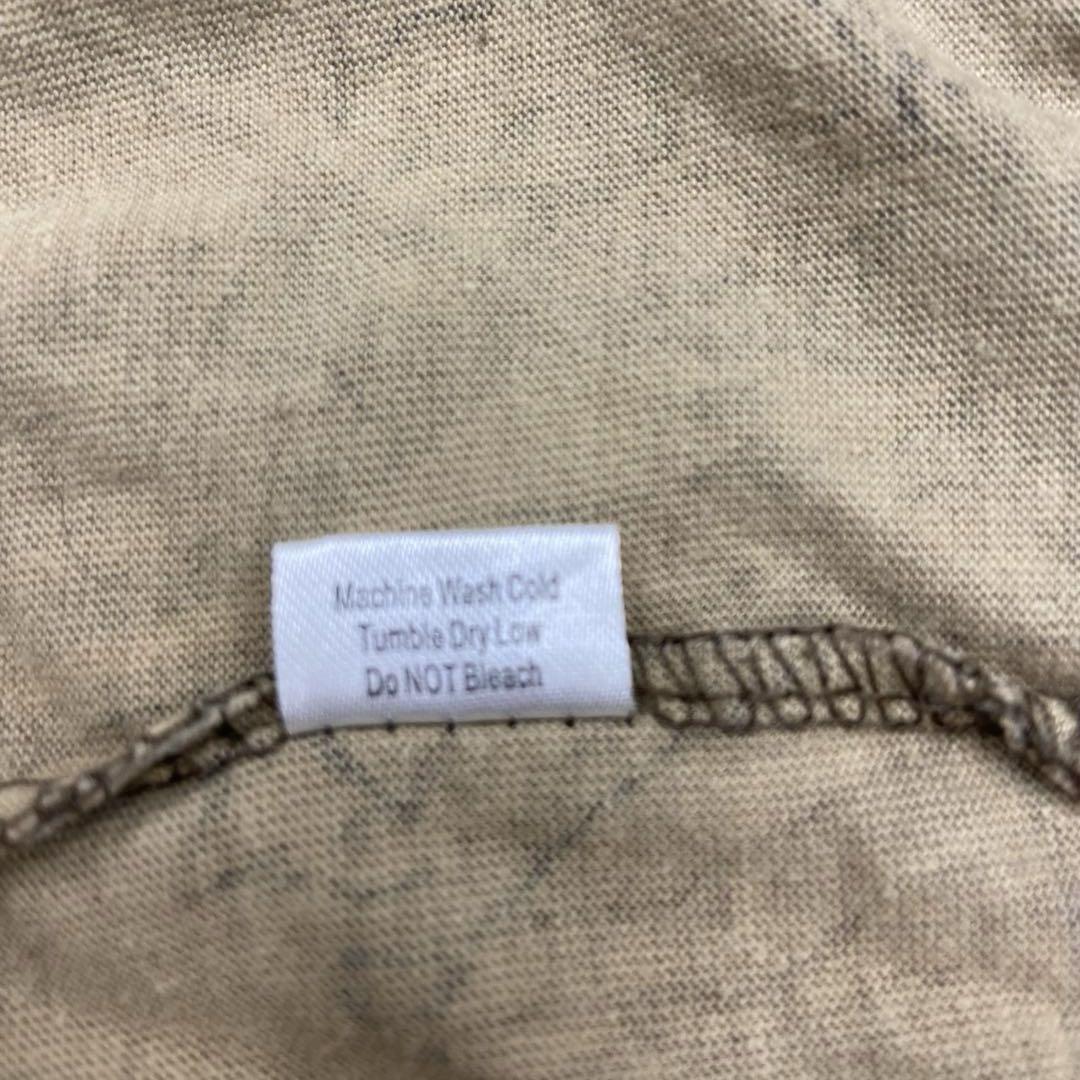 Machine Wash Cold
Tumble Dry Low
Do NOT Bleach